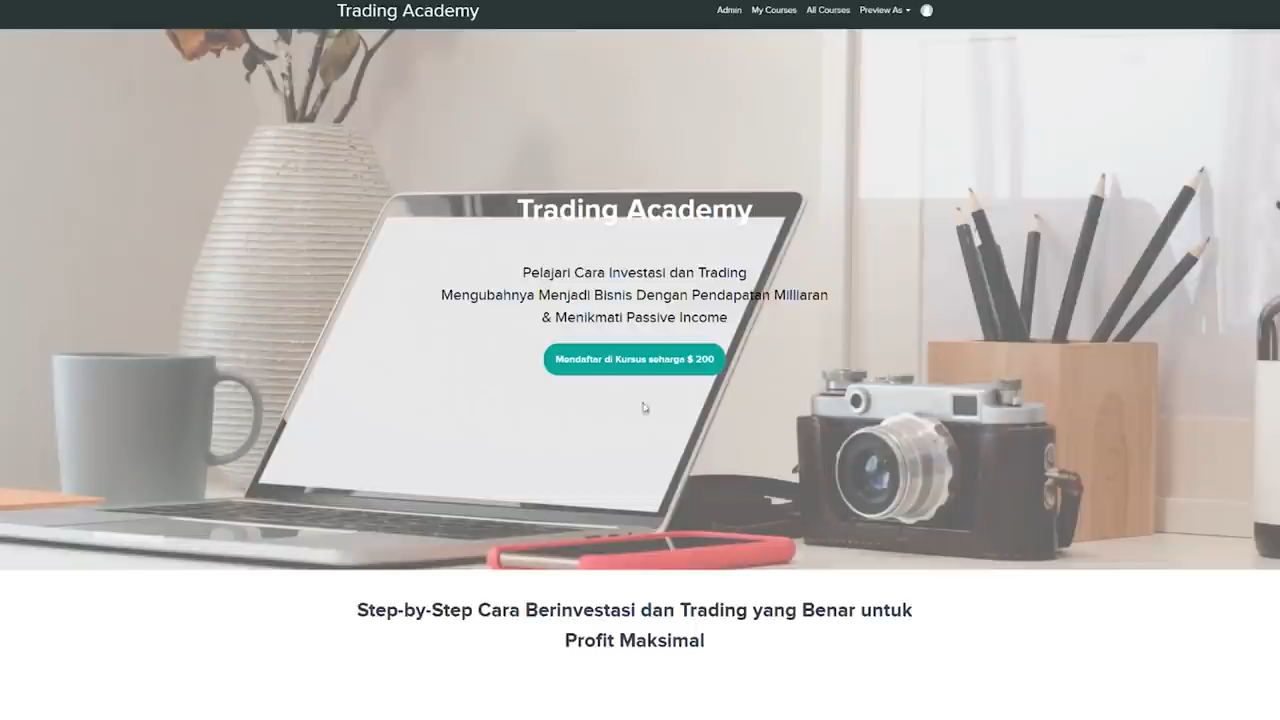 Trading Academy
Admin My Courses All Courses Preview As
Trading Academy
Pelajari Cara Investasi dan Trading
Mengubahnya Menjadi Bisnis Dengan Pendapatan Milliaran
& Menikmati Passive Income
Mendaftar di Kursus seharga $ 200
Step-by-Step Cara Berinvestasi dan Trading yang Benar untuk
Profit Maksimal